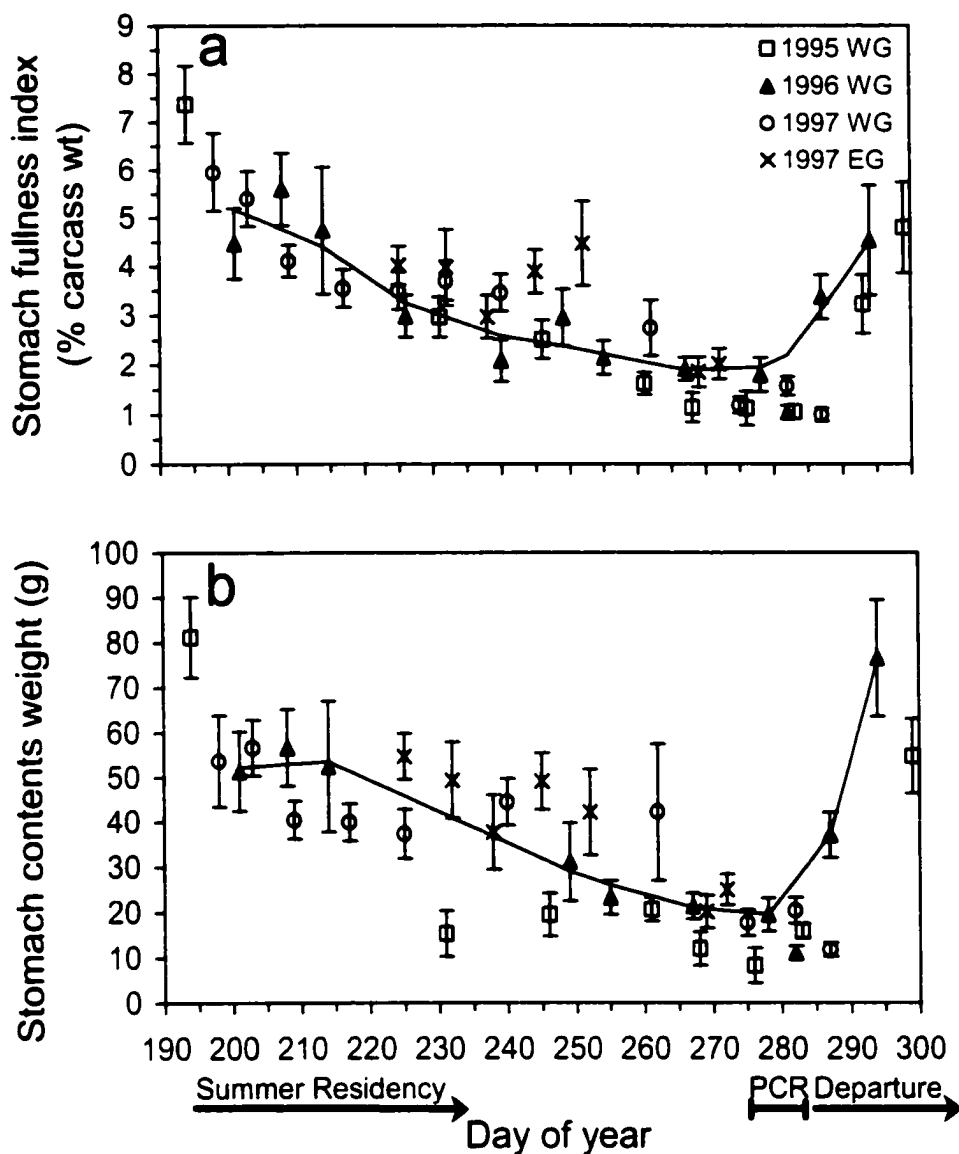 a
Stomach fullness index
(% carcass wt)
9
8
7
6
5
4
3
2
1
0
1995 WG
1996 WG
1997 WG
1997 EG
b
Stomach contents weight (g)
100
90
80
70
60
50
40
30
20
10
0
190 200 210 220 230 240 250 260 270 280 290 300
Summer Residency PCR Departure
Day of year